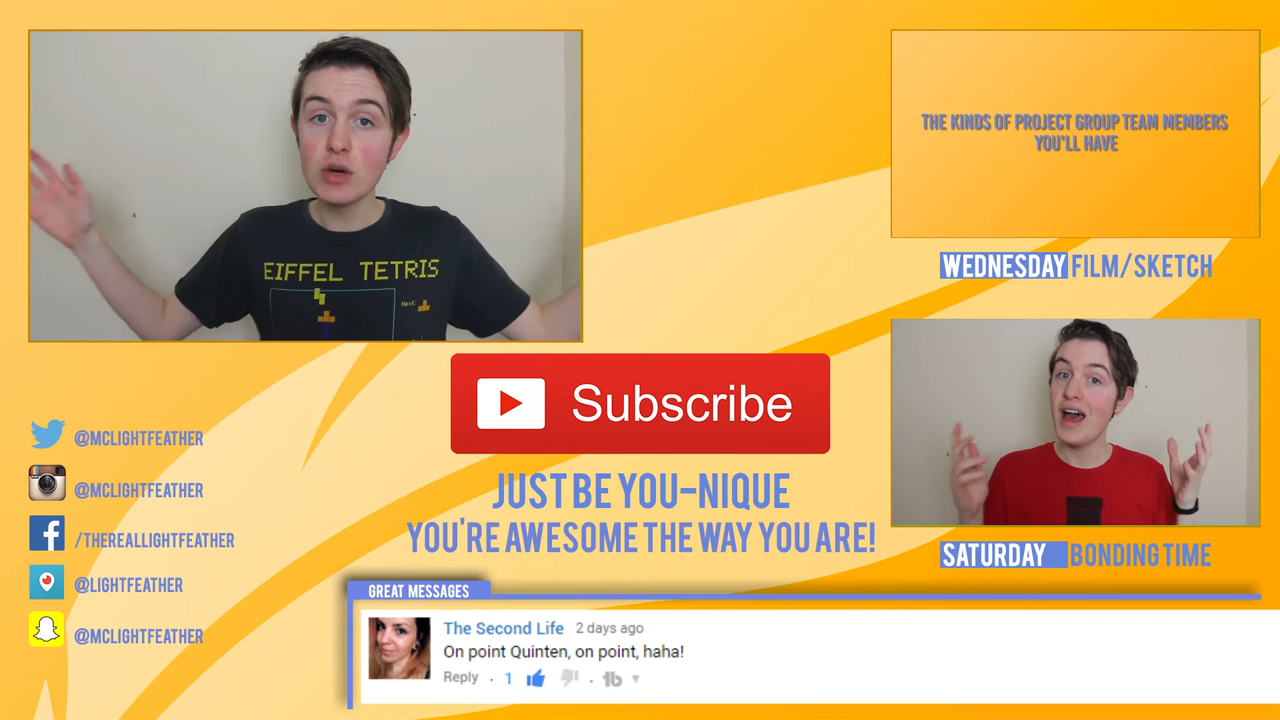 EIFFEL TETRIS
Next:
THE KINDS OF PROJECT GROUP TEAM MEMBERS
YOU'LL HAVE
WEDNESDAY FILM/SKETCH
Subscribe
@MCLIGHTFEATHER
@MCLIGHTFEATHER
/THEREALLIGHTFEATHER
@LIGHTFEATHER
@MCLIGHTFEATHER
JUST BE YOU-NIQUE
YOU'RE AWESOME THE WAY YOU ARE!
SATURDAY BONDING TIME
GREAT MESSAGES
The Second Life 2 days ago
On point Quinten, on point, haha!
Reply · 1 · tb